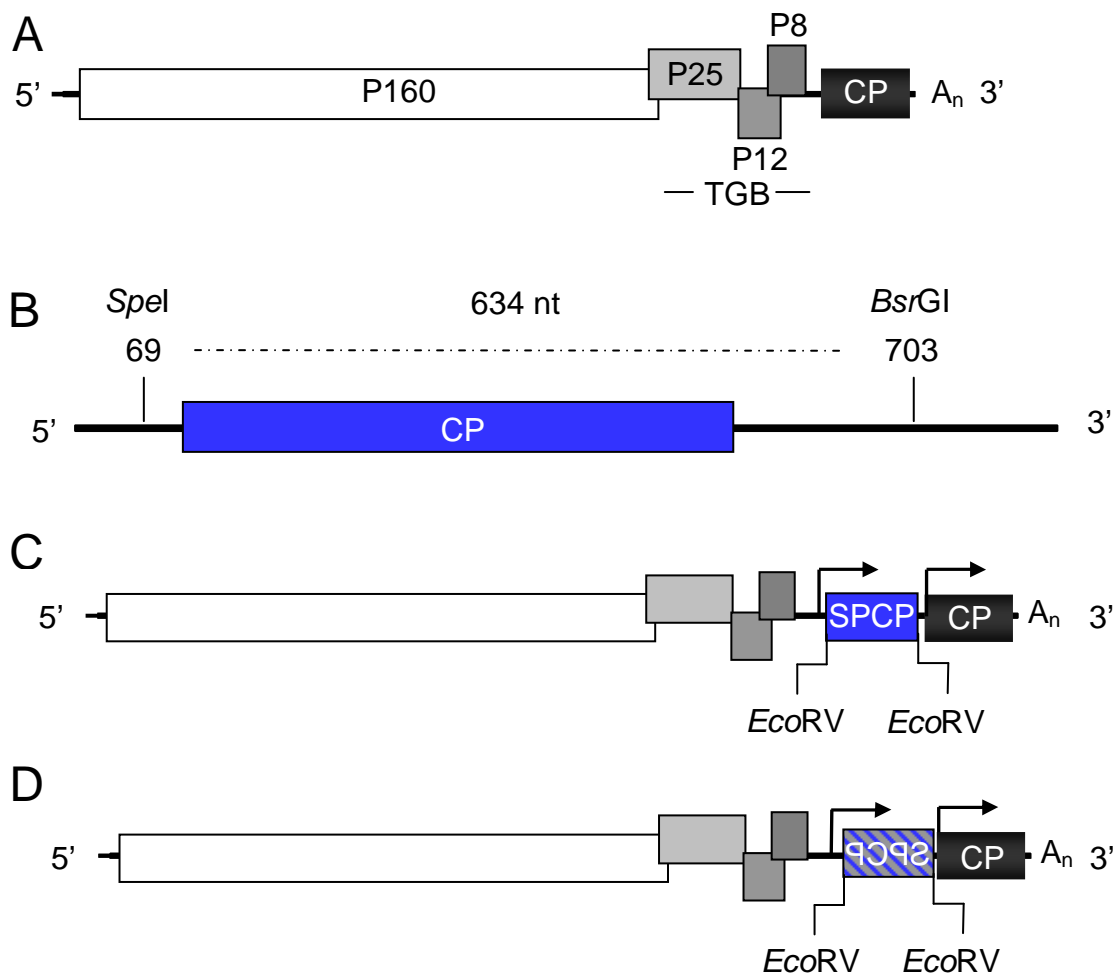 A
5’ P160 P25 P8 CP An 3’
P12
TGB
B
SpeI 634 nt BsrGI
69 703
5’ CP 3’
C
5’ SPCP CP An 3’
EcoRV EcoRV
D
5’ SPCP CP An 3’
EcoRV EcoRV